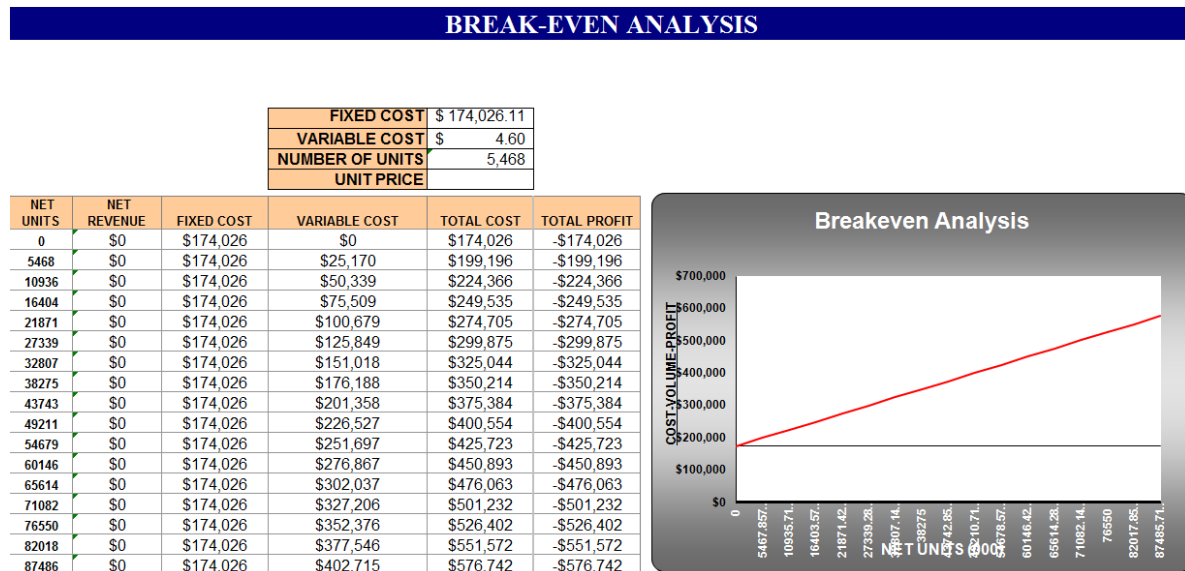 BREAK-EVEN ANALYSIS
FIXED COST $ 174,026.11
VARIABLE COST $ 4.60
NUMBER OF UNITS 5,468
UNIT PRICE
NET UNITS NET REVENUE FIXED COST VARIABLE COST TOTAL COST TOTAL PROFIT
0 $0 $174,026 $0 $174,026 -$174,026
5468 $0 $174,026 $25,170 $199,196 -$199,196
10936 $0 $174,026 $50,339 $224,366 -$224,366
16404 $0 $174,026 $75,509 $249,535 -$249,535
21871 $0 $174,026 $100,679 $274,705 -$274,705
27339 $0 $174,026 $125,849 $299,875 -$299,875
32807 $0 $174,026 $151,018 $325,044 -$325,044
38275 $0 $174,026 $176,188 $350,214 -$350,214
43743 $0 $174,026 $201,358 $375,384 -$375,384
49211 $0 $174,026 $226,527 $400,554 -$400,554
54679 $0 $174,026 $251,697 $425,723 -$425,723
60146 $0 $174,026 $276,867 $450,893 -$450,893
65614 $0 $174,026 $302,037 $476,063 -$476,063
71082 $0 $174,026 $327,206 $501,232 -$501,232
76550 $0 $174,026 $352,376 $526,402 -$526,402
82018 $0 $174,026 $377,546 $551,572 -$551,572
87486 $0 $174,026 $402,715 $576,742 -$576,742
Breakeven Analysis
COST-VOLUME-PROFIT
$700,000
$600,000
$500,000
$400,000
$300,000
$200,000
$100,000
$0
0
5467.857..
10935.71..
16403.57..
21871.42..
27339.28..
38275
54678.57..
60146.42..
65614.28..
71082.14..
76550
82017.85..
87485.71..
NET UNITS (000)